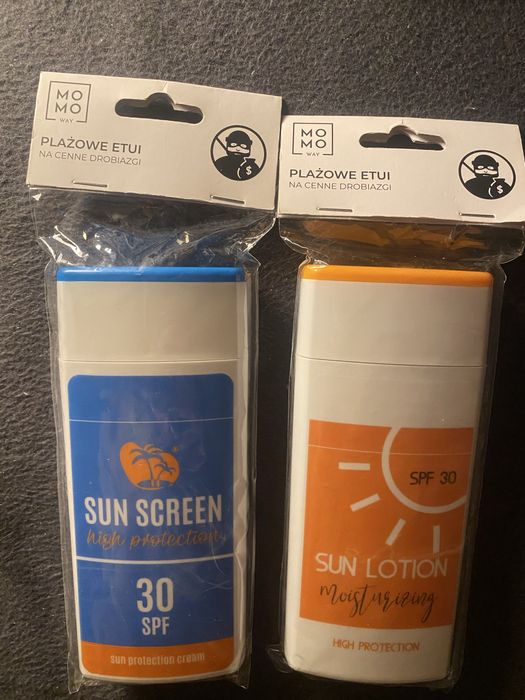 MO
MO
WAY
PLAŻOWE ETUI
NA CENNE DROBIAZGI
$
SUN SCREEN
high protection
30
SPF
sun protection cream
MO
MO
WAY
PLAŻOWE ETUI
NA CENNE DROBIAZGI
$
SPF 30
SUN LOTION
moisturizing
HIGH PROTECTION